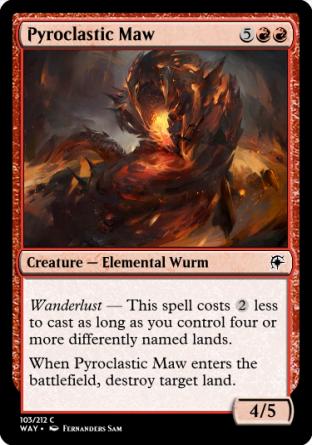 Pyroclastic Maw 5
Creature — Elemental Wurm
Wanderlust — This spell costs 2 less
to cast as long as you control four or
more differently named lands.
When Pyroclastic Maw enters the
battlefield, destroy target land.
4/5
103/212 C
WAY • Fernanders Sam